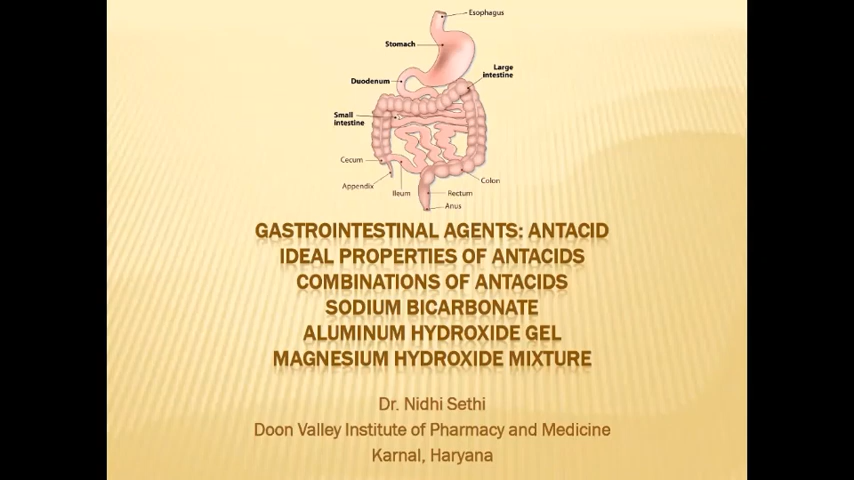 Esophagus
Stomach
Large
intestine
Duodenum
Small
intestine
Cecum
Colon
Appendix
Ileum
Rectum
Anus
GASTROINTESTINAL AGENTS: ANTACID
IDEAL PROPERTIES OF ANTACIDS
COMBINATIONS OF ANTACIDS
SODIUM BICARBONATE
ALUMINUM HYDROXIDE GEL
MAGNESIUM HYDROXIDE MIXTURE
Dr. Nidhi Sethi
Doon Valley Institute of Pharmacy and Medicine
Karnal, Haryana